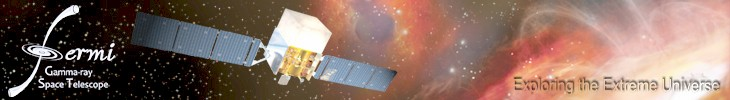 Fermi
Gamma-ray
Space Telescope
Exploring the Extreme Universe